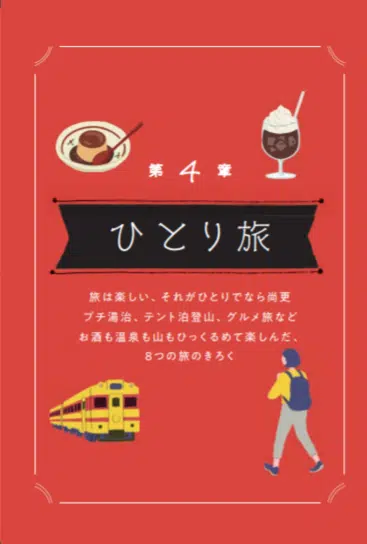 第4章
ひとり旅
旅は楽しい、それがひとりでなら尚更
プチ湯治、テント泊登山、グルメ旅など
お酒も温泉も山もひっくるめて楽しんだ、
8つの旅のきろく